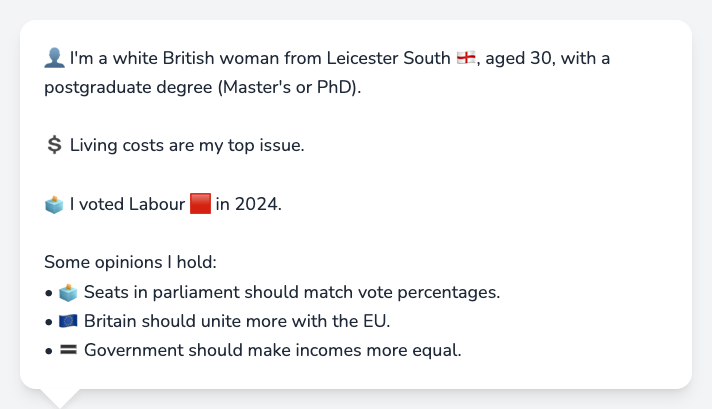 👤 I'm a white British woman from Leicester South 🏴󠁧󠁢󠁥󠁮󠁧󠁿, aged 30, with a
postgraduate degree (Master's or PhD).
💲 Living costs are my top issue.
🗳️ I voted Labour 🟥 in 2024.
Some opinions I hold:
• 🗳️ Seats in parliament should match vote percentages.
• 🇪🇺 Britain should unite more with the EU.
• 🟰 Government should make incomes more equal.